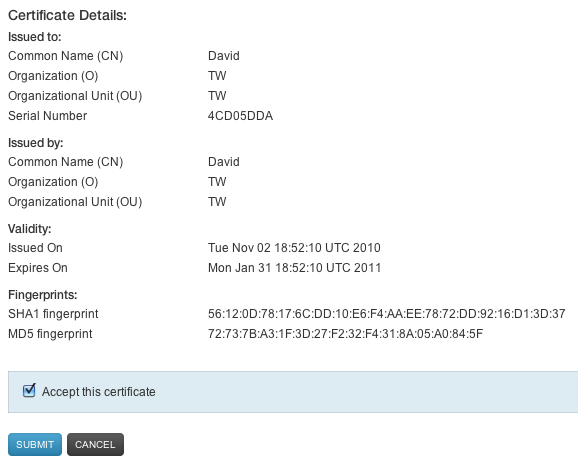 Certificate Details:
Issued to:
Common Name (CN) David
Organization (O) TW
Organizational Unit (OU) TW
Serial Number 4CD05DDA
Issued by:
Common Name (CN) David
Organization (O) TW
Organizational Unit (OU) TW
Validity:
Issued On Tue Nov 02 18:52:10 UTC 2010
Expires On Mon Jan 31 18:52:10 UTC 2011
Fingerprints:
SHA1 fingerprint 56:12:0D:78:17:6C:DD:10:E6:F4:AA:EE:78:72:DD:92:16:D1:3D:37
MD5 fingerprint 72:73:7B:A3:1F:3D:27:F2:32:F4:31:8A:05:A0:84:5F
Accept this certificate
SUBMIT CANCEL